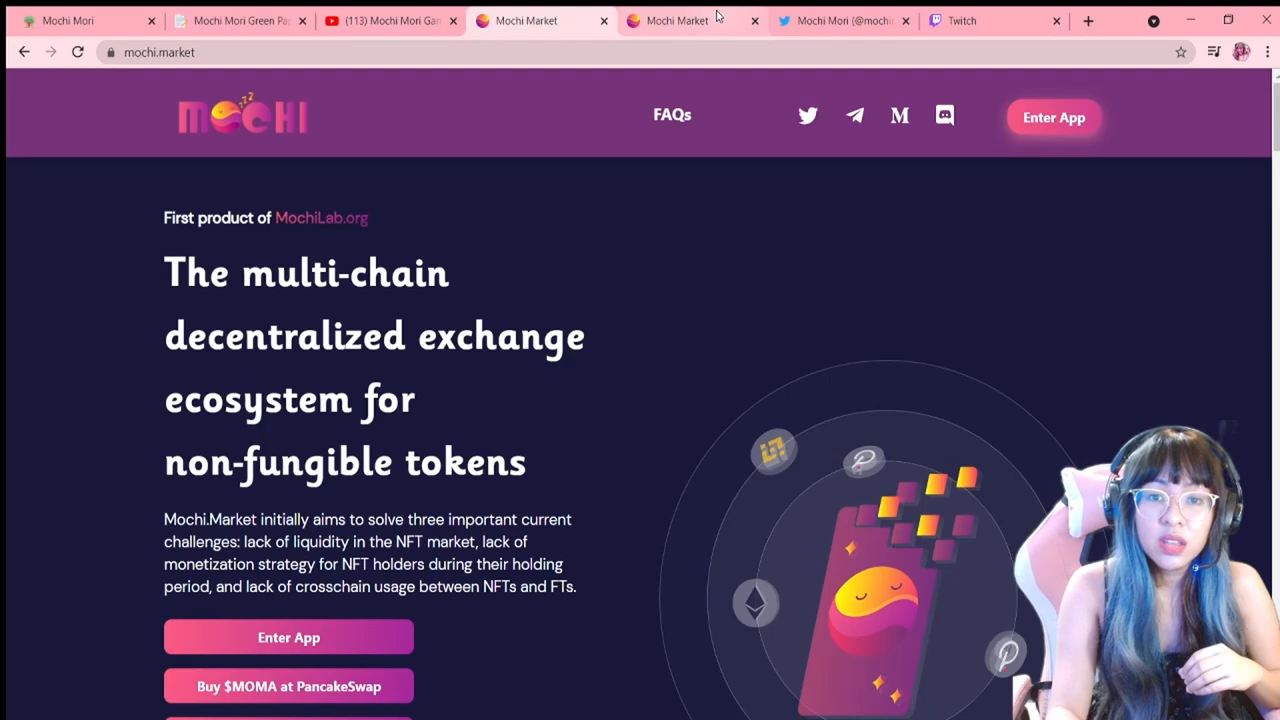 Mochi Mori
Mochi Mori Green Pa
(113) Mochi Mori Gar
Mochi Market
Mochi Market
Mochi Mori (@mochi
Twitch
mochi.market
MOCHI
FAQs
Enter App
First product of MochiLab.org
The multi-chain
decentralized exchange
ecosystem for
non-fungible tokens
Mochi.Market initially aims to solve three important current
challenges: lack of liquidity in the NFT market, lack of
monetization strategy for NFT holders during their holding
period, and lack of crosschain usage between NFTs and FTs.
Enter App
Buy $MOMA at PancakeSwap